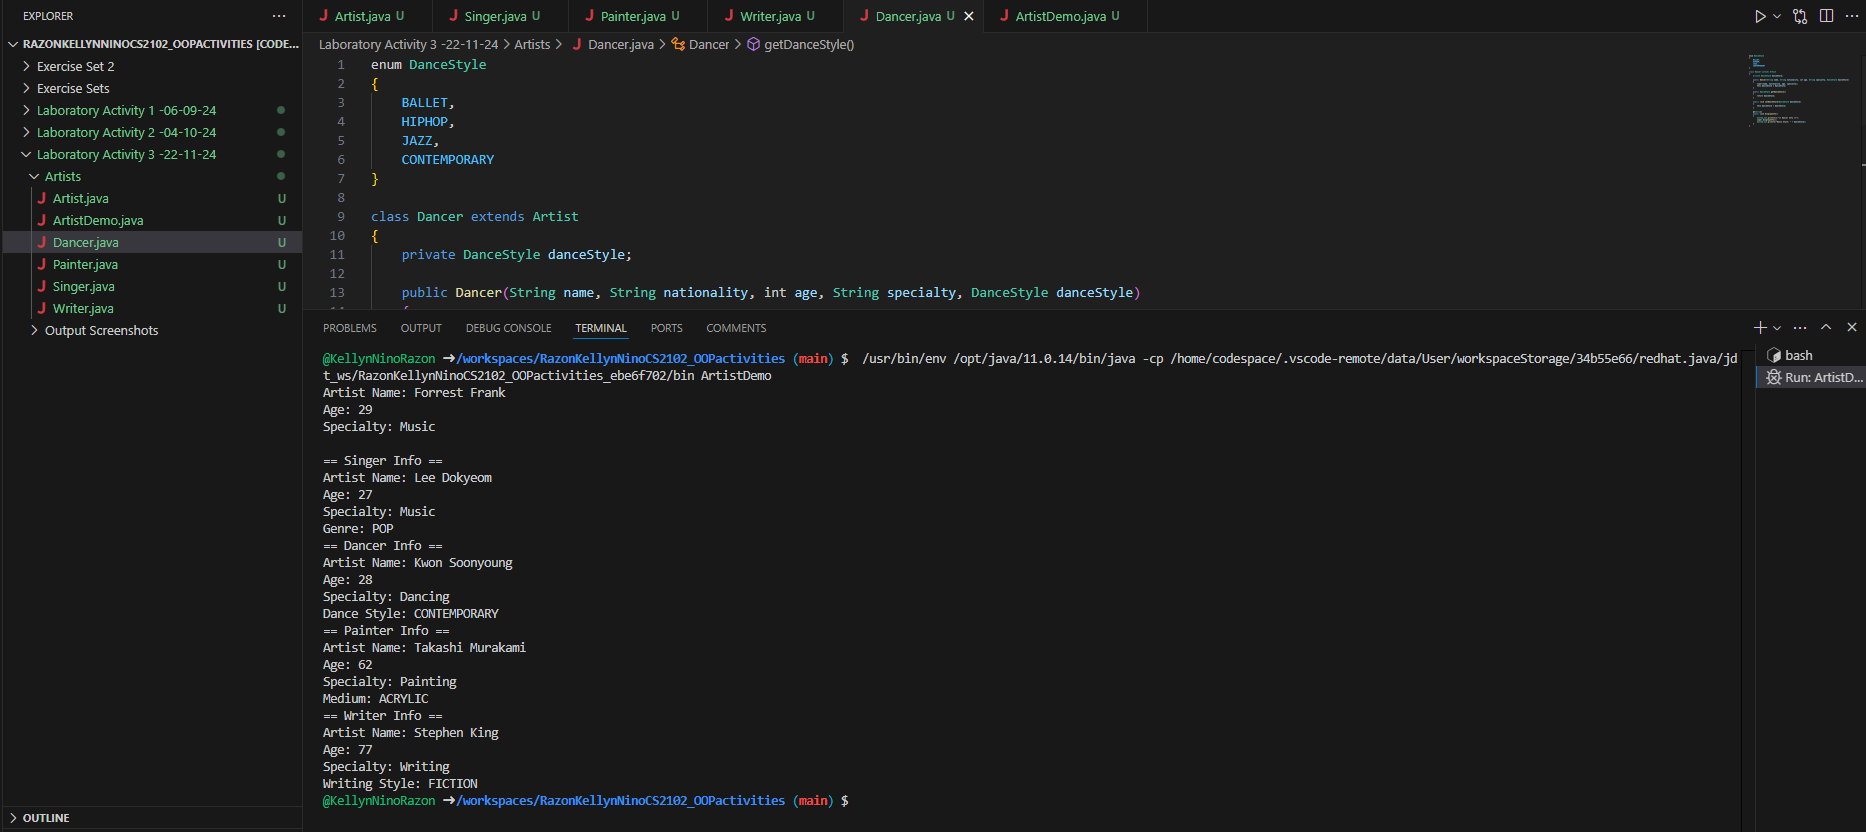 EXPLORER
RAZONKELLYNNINOCS2102_OOPACTIVITIES [CODE...
Exercise Set 2
Exercise Sets
Laboratory Activity 1 -06-09-24
Laboratory Activity 2 -04-10-24
Laboratory Activity 3 -22-11-24
Artists
Artist.java U
ArtistDemo.java U
Dancer.java U
Painter.java U
Singer.java U
Writer.java U
Output Screenshots
OUTLINE
Artist.java U Singer.java U Painter.java U Writer.java U Dancer.java U ArtistDemo.java U
Laboratory Activity 3 -22-11-24 > Artists > Dancer.java > Dancer > getDanceStyle()
1 enum DanceStyle
2 {
3 BALLET,
4 HIPHOP,
5 JAZZ,
6 CONTEMPORARY
7 }
8
9 class Dancer extends Artist
10 {
11 private DanceStyle danceStyle;
12
13 public Dancer(String name, String nationality, int age, String specialty, DanceStyle danceStyle)
PROBLEMS OUTPUT DEBUG CONSOLE TERMINAL PORTS COMMENTS
@KellynNinoRazon ➜/workspaces/RazonKellynNinoCS2102_OOPactivities (main) $ /usr/bin/env /opt/java/11.0.14/bin/java -cp /home/codespace/.vscode-remote/data/User/workspaceStorage/34b55e66/redhat.java/jd
t_ws/RazonKellynNinoCS2102_OOPactivities_ebe6f702/bin ArtistDemo
Artist Name: Forrest Frank
Age: 29
Specialty: Music
== Singer Info ==
Artist Name: Lee Dokyeom
Age: 27
Specialty: Music
Genre: POP
== Dancer Info ==
Artist Name: Kwon Soonyoung
Age: 28
Specialty: Dancing
Dance Style: CONTEMPORARY
== Painter Info ==
Artist Name: Takashi Murakami
Age: 62
Specialty: Painting
Medium: ACRYLIC
== Writer Info ==
Artist Name: Stephen King
Age: 77
Specialty: Writing
Writing Style: FICTION
@KellynNinoRazon ➜/workspaces/RazonKellynNinoCS2102_OOPactivities (main) $
bash
Run: ArtistD...